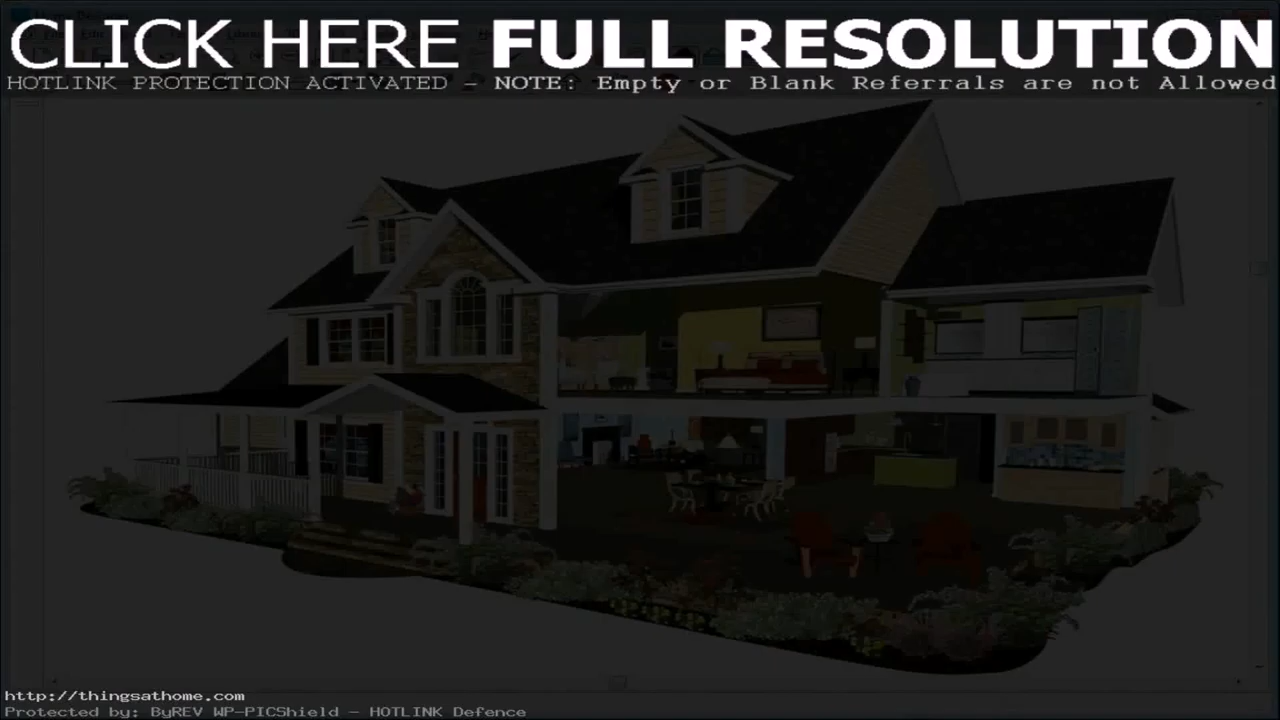 CLICK HERE FULL RESOLUTION
HOTLINK PROTECTION ACTIVATED - NOTE: Empty or Blank Referrals are not Allowed
http://thingsathome.com
Protected by: ByREV WP-PICShield - HOTLINK Defence